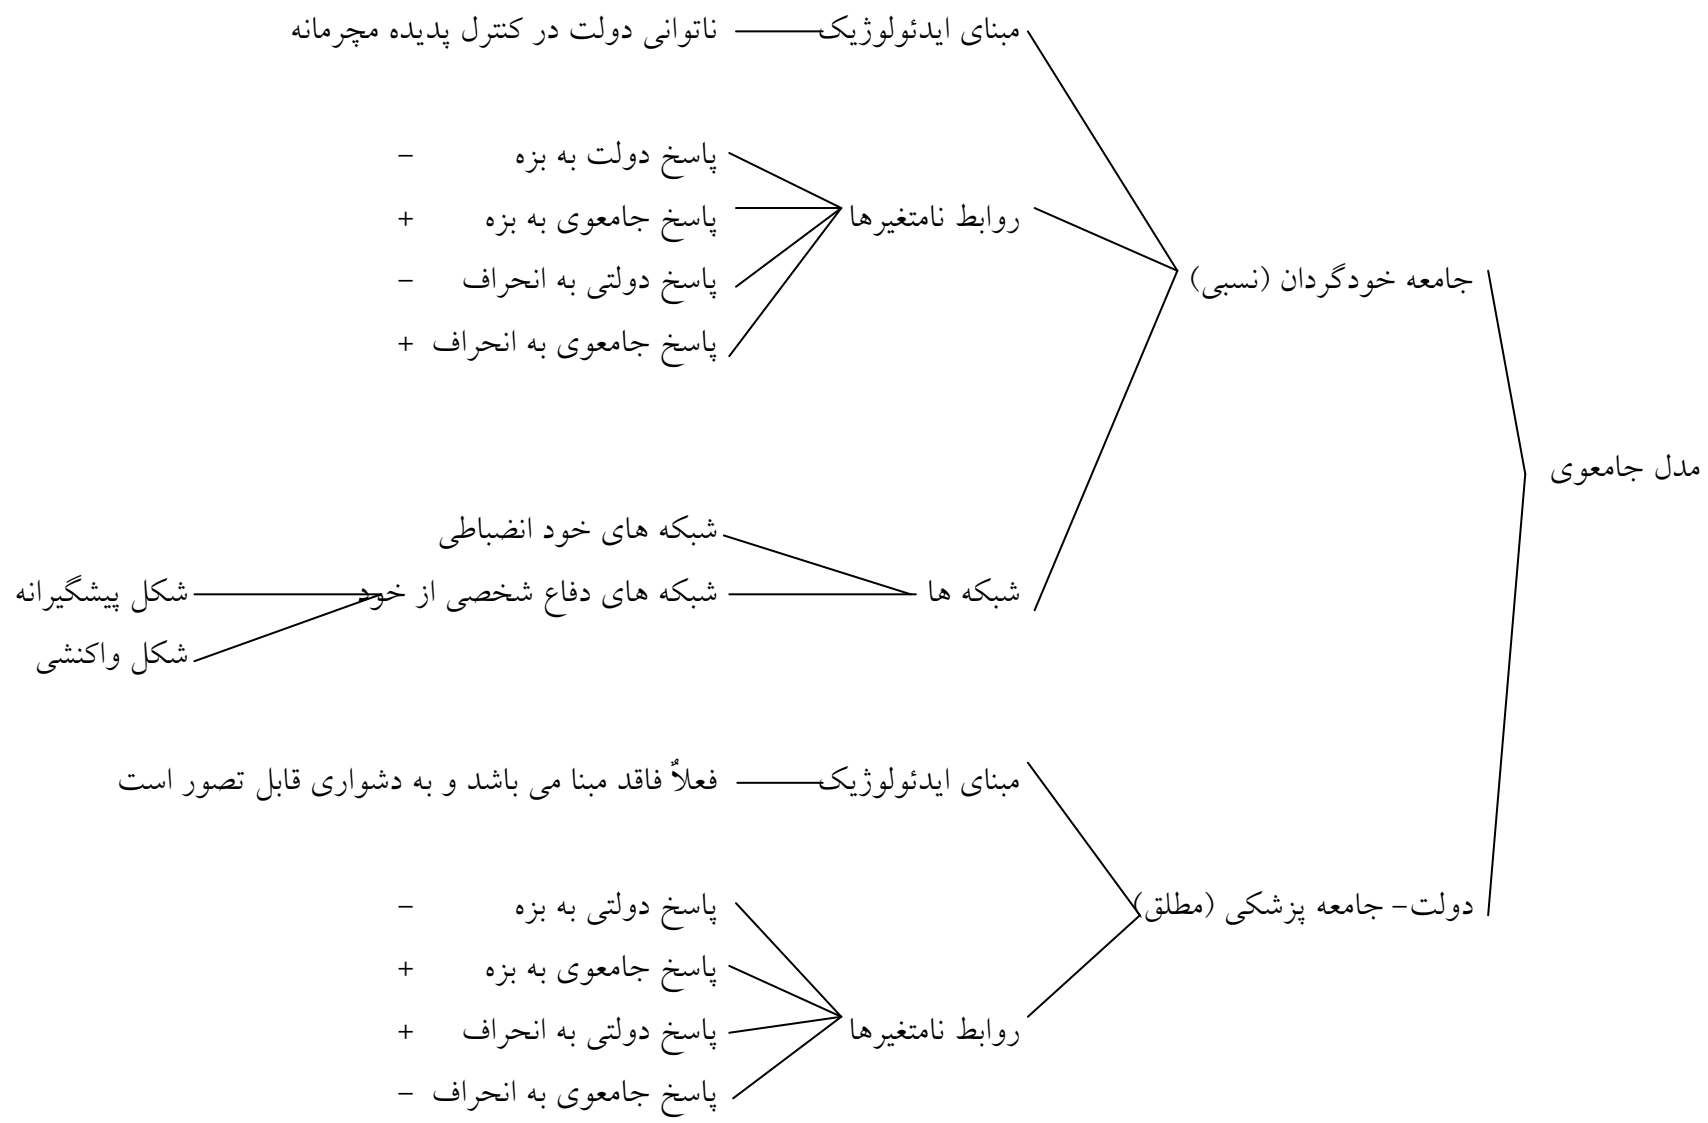 مبنای ایدئولوژیک ناتوانی دولت در کنترل پدیده مچرمانه
پاسخ دولت به بزه –
روابط نامتغیرها پاسخ جامعوی به بزه +
جامعه خودگردان (نسبی) پاسخ دولتی به انحراف –
پاسخ جامعوی به انحراف +
مدل جامعوی
شبکه های خود انضباطی
شبکه ها شبکه های دفاع شخصی از خود شکل پیشگیرانه
شکل واکنشی
مبنای ایدئولوژیک فعلاٌ فاقد مبنا می باشد و به دشواری قابل تصور است
دولت– جامعه پزشکی (مطلق) پاسخ دولتی به بزه –
پاسخ جامعوی به بزه +
روابط نامتغیرها پاسخ دولتی به انحراف +
پاسخ جامعوی به انحراف –